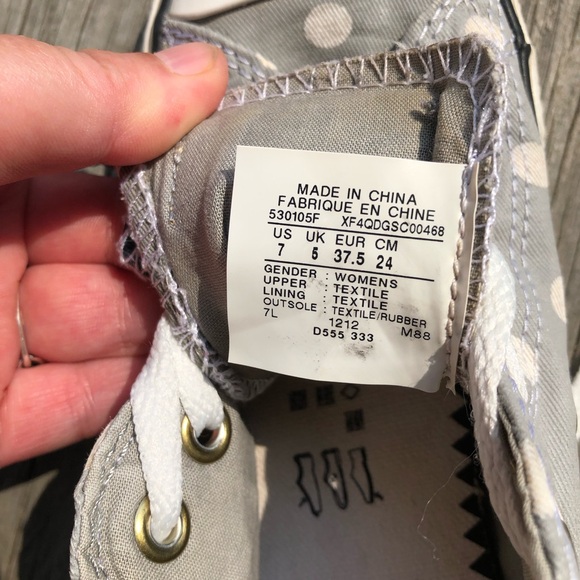 MADE IN CHINA
FABRIQUE EN CHINE
530105F XF4QDGSC00468
US UK EUR CM
7 5 37.5 24
GENDER : WOMENS
UPPER : TEXTILE
LINING : TEXTILE
OUTSOLE : TEXTILE/RUBBER
7L 1212 M88
D555 333